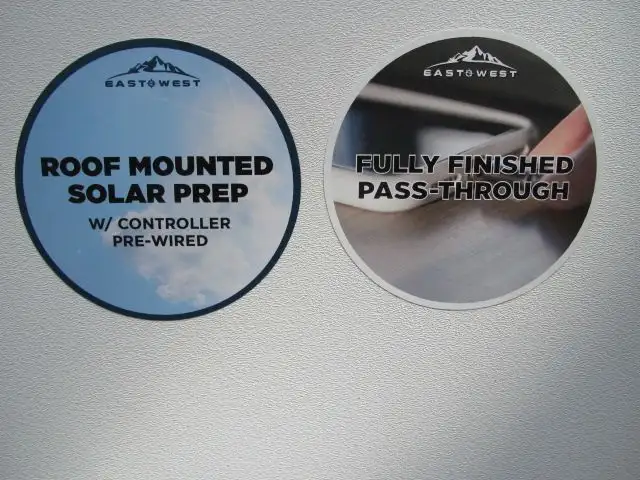 EAST WEST
ROOF MOUNTED
SOLAR PREP
W/ CONTROLLER
PRE-WIRED
EAST WEST
FULLY FINISHED
PASS-THROUGH